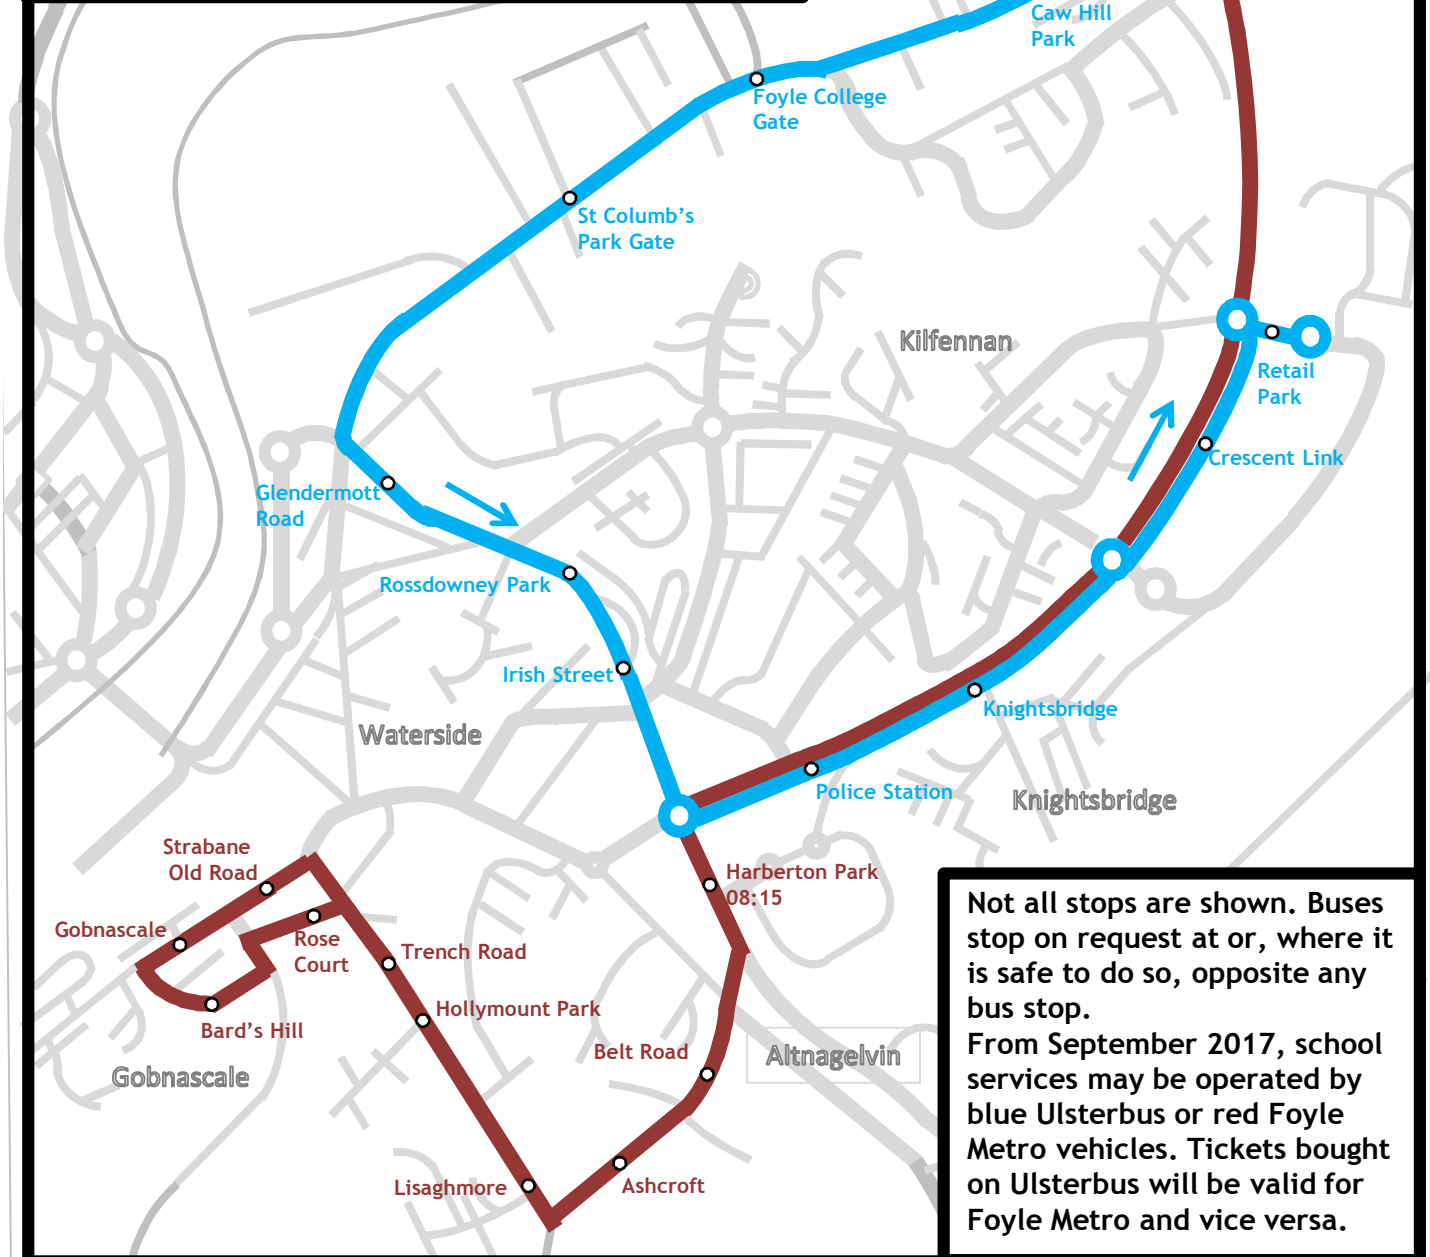 Caw Hill
Park
Foyle College
Gate
St Columb's
Park Gate
Kilfennan
Retail
Park
Crescent Link
Glendermott
Road
Rossdowney Park
Irish Street
Knightsbridge
Waterside
Police Station
Knightsbridge
Strabane
Old Road
Harberton Park
08:15
Gobnascale
Rose
Court
Trench Road
Hollymount Park
Bard's Hill
Belt Road
Altnagelvin
Gobnascale
Lisaghmore
Ashcroft
Not all stops are shown. Buses
stop on request at or, where it
is safe to do so, opposite any
bus stop.
From September 2017, school
services may be operated by
blue Ulsterbus or red Foyle
Metro vehicles. Tickets bought
on Ulsterbus will be valid for
Foyle Metro and vice versa.